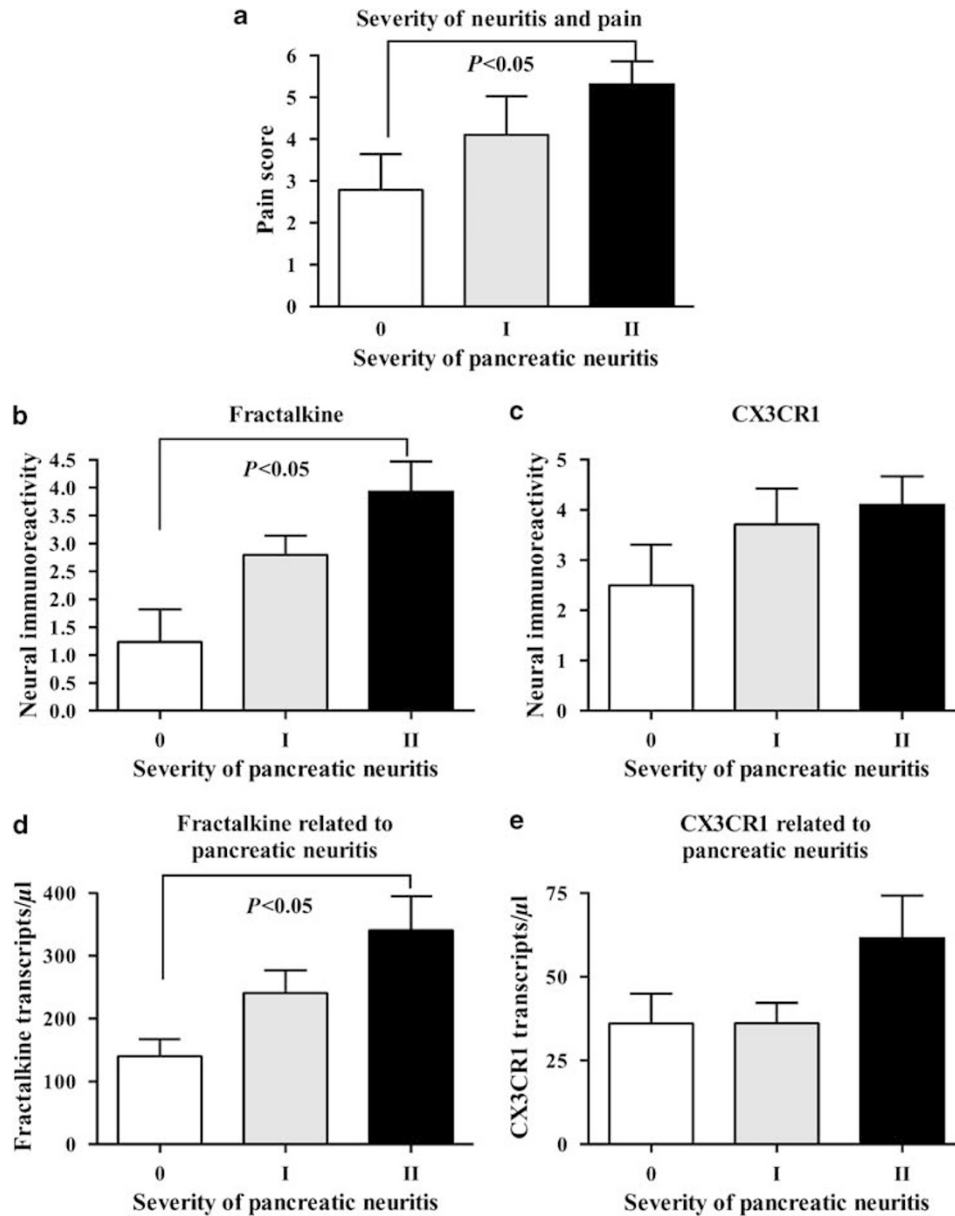 a
Severity of neuritis and pain
P<0.05
Pain score
6
5
4
3
2
1
0
0 I II
Severity of pancreatic neuritis
b
Fractalkine
P<0.05
Neural immunoreactivity
4.5
4.0
3.5
3.0
2.5
2.0
1.5
1.0
0.5
0.0
0 I II
Severity of pancreatic neuritis
c
CX3CR1
Neural immunoreactivity
5
4
3
2
1
0
0 I II
Severity of pancreatic neuritis
d
Fractalkine related to
pancreatic neuritis
P<0.05
Fractalkine transcripts/µl
400
300
200
100
0
0 I II
Severity of pancreatic neuritis
e
CX3CR1 related to
pancreatic neuritis
CX3CR1 transcripts/µl
75
50
25
0
0 I II
Severity of pancreatic neuritis